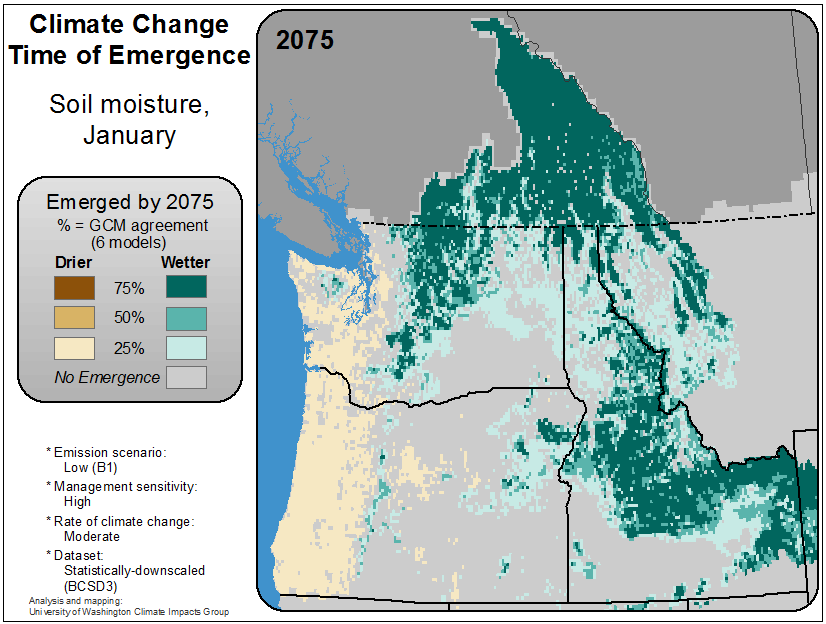 Climate Change
Time of Emergence
Soil moisture,
January
2075
Emerged by 2075
% = GCM agreement
(6 models)
Drier Wetter
75%
50%
25%
No Emergence
* Emission scenario:
Low (B1)
* Management sensitivity:
High
* Rate of climate change:
Moderate
* Dataset:
Statistically-downscaled
(BCSD3)
Analysis and mapping:
University of Washington Climate Impacts Group